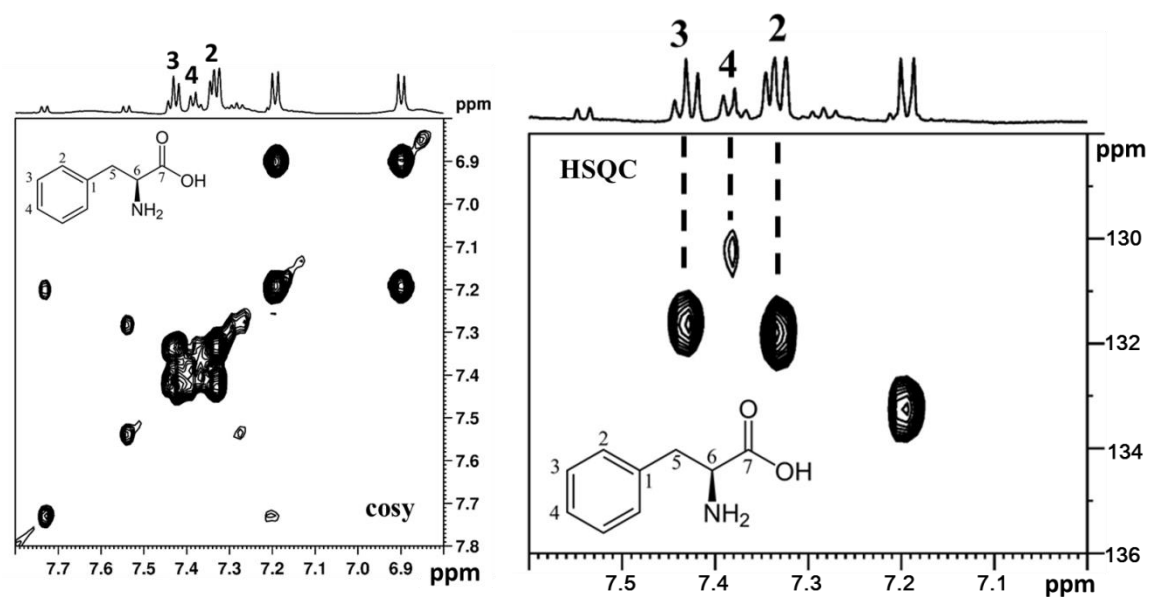 3 4 2
ppm
O
2
3 5 6 7 OH
4 1
NH₂
6.9
7.0
7.1
7.2
7.3
7.4
7.5
7.6
7.7
7.8
cosy
7.7 7.6 7.5 7.4 7.3 7.2 7.1 7.0 6.9 ppm
3 4 2
ppm
HSQC
130
132
134
136
O
2
3 5 6 7 OH
4 1
NH₂
7.5 7.4 7.3 7.2 7.1 ppm